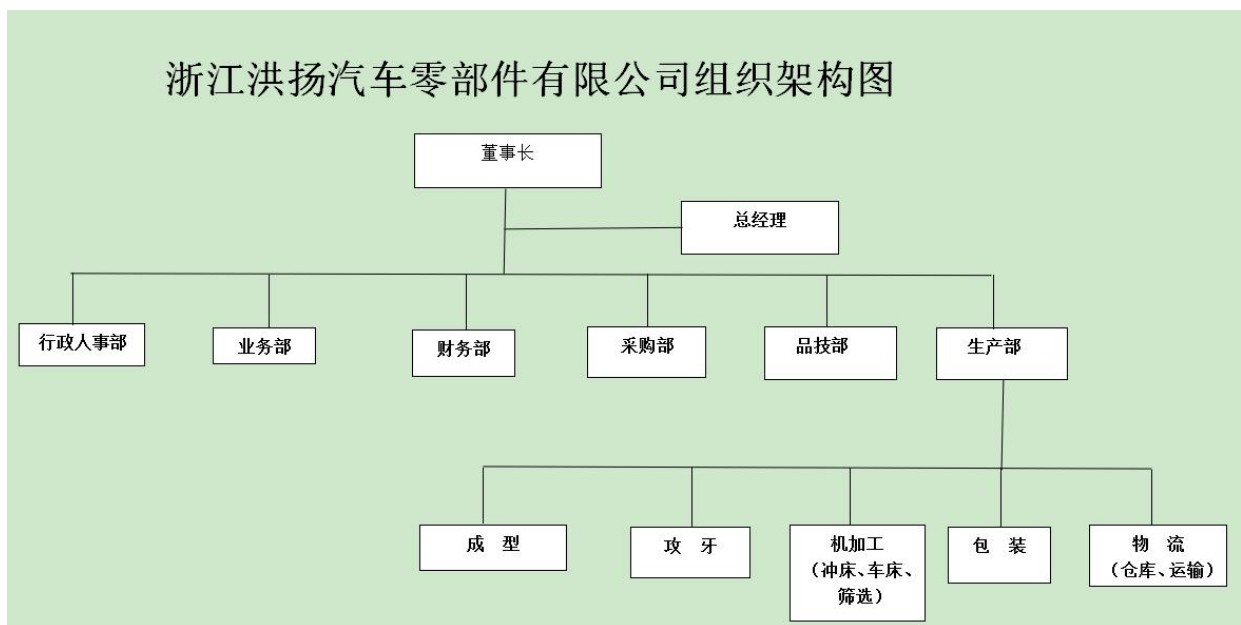 浙江洪扬汽车零部件有限公司组织架构图
董事长
总经理
行政人事部
业务部
财务部
采购部
品技部
生产部
成 型
攻 牙
机加工
（冲床、车床、
筛选）
包 装
物 流
（仓库、运输）